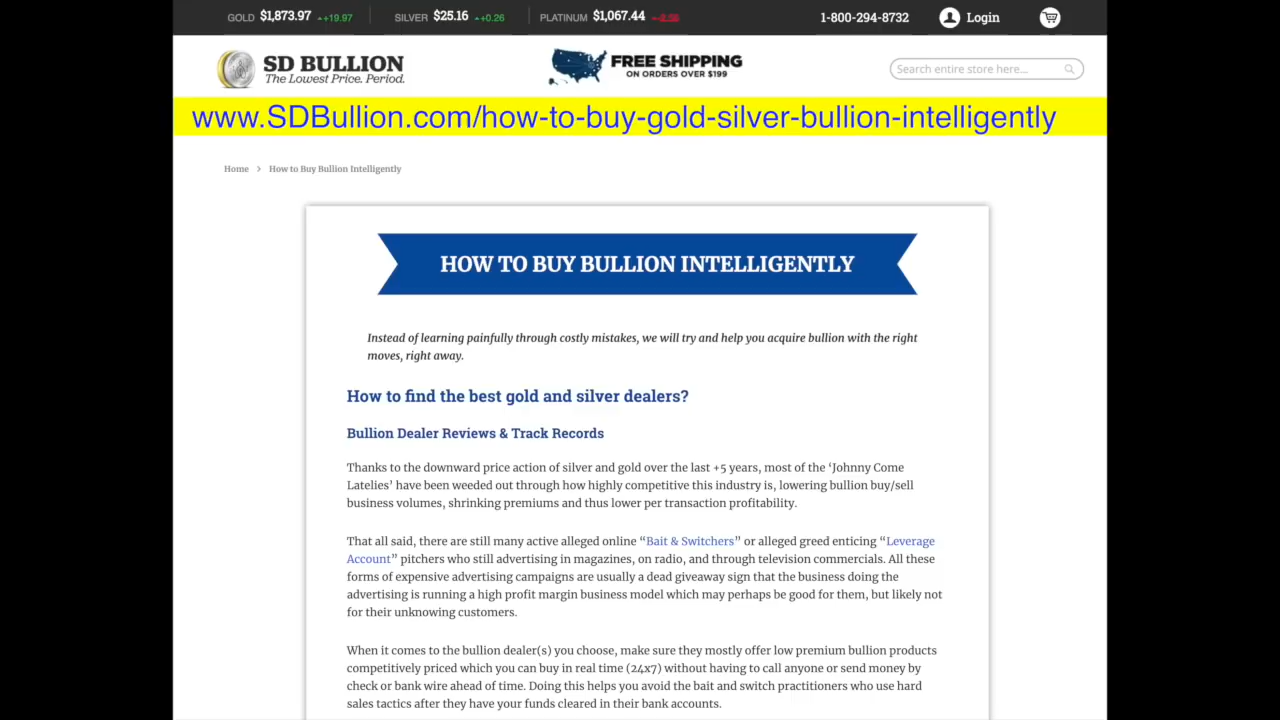 GOLD $1,873.97 +19.97 SILVER $25.16 +0.26 PLATINUM $1,067.44 1-800-294-8732 Login
SD BULLION
The Lowest Price. Period.
FREE SHIPPING
ON ORDERS OVER $199
Search entire store here...
www.SDBullion.com/how-to-buy-gold-silver-bullion-intelligently
Home > How to Buy Bullion Intelligently
HOW TO BUY BULLION INTELLIGENTLY
Instead of learning painfully through costly mistakes, we will try and help you acquire bullion with the right
moves, right away.
How to find the best gold and silver dealers?
Bullion Dealer Reviews & Track Records
Thanks to the downward price action of silver and gold over the last +5 years, most of the ‘Johnny Come
Latelies’ have been weeded out through how highly competitive this industry is, lowering bullion buy/sell
business volumes, shrinking premiums and thus lower per transaction profitability.
That all said, there are still many active alleged online “Bait & Switchers” or alleged greed enticing “Leverage
Account” pitchers who still advertising in magazines, on radio, and through television commercials. All these
forms of expensive advertising campaigns are usually a dead giveaway sign that the business doing the
advertising is running a high profit margin business model which may perhaps be good for them, but likely not
for their unknowing customers.
When it comes to the bullion dealer(s) you choose, make sure they mostly offer low premium bullion products
competitively priced which you can buy in real time (24x7) without having to call anyone or send money by
check or bank wire ahead of time. Doing this helps you avoid the bait and switch practitioners who use hard
sales tactics after they have your funds cleared in their bank accounts.